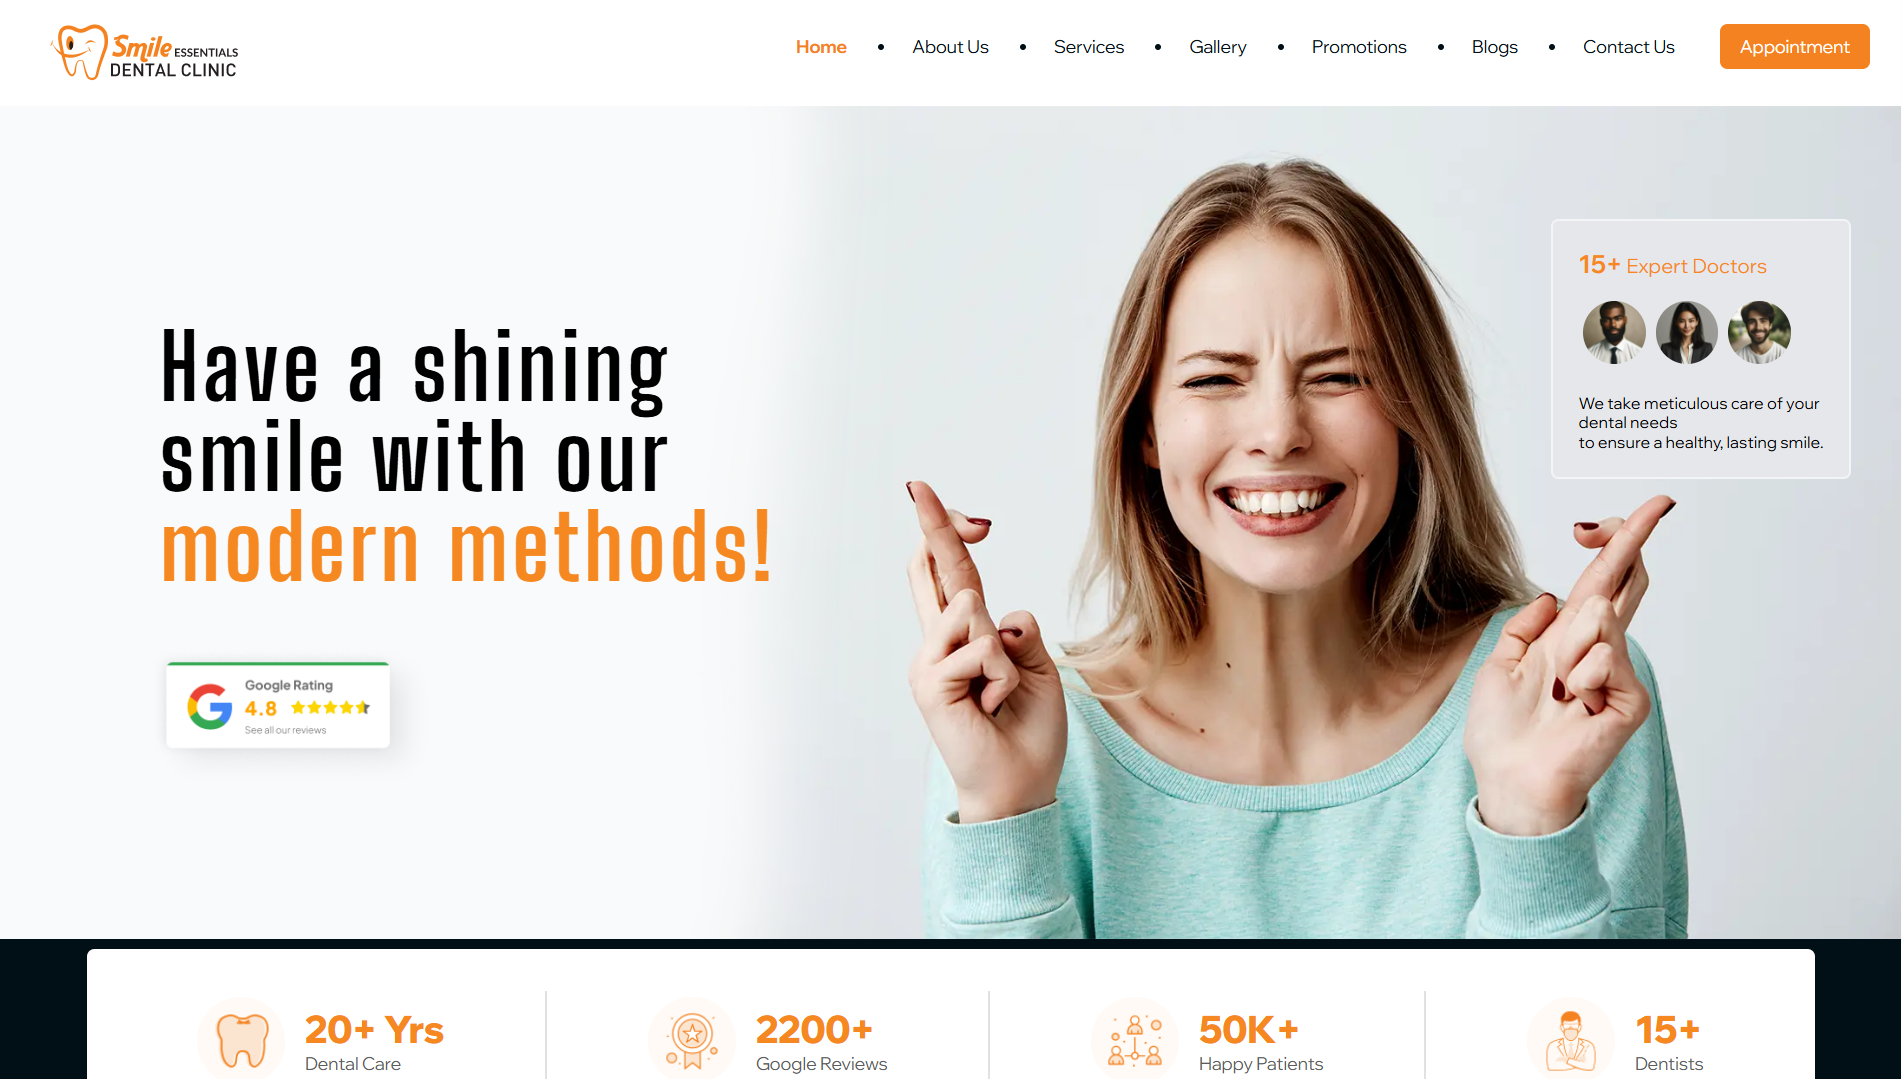 Smile ESSENTIALS
DENTAL CLINIC
Home
About Us
Services
Gallery
Promotions
Blogs
Contact Us
Appointment
15+ Expert Doctors
We take meticulous care of your
dental needs
to ensure a healthy, lasting smile.
Have a shining
smile with our
modern methods!
Google Rating
4.8
See all our reviews
20+ Yrs
Dental Care
2200+
Google Reviews
50K+
Happy Patients
15+
Dentists